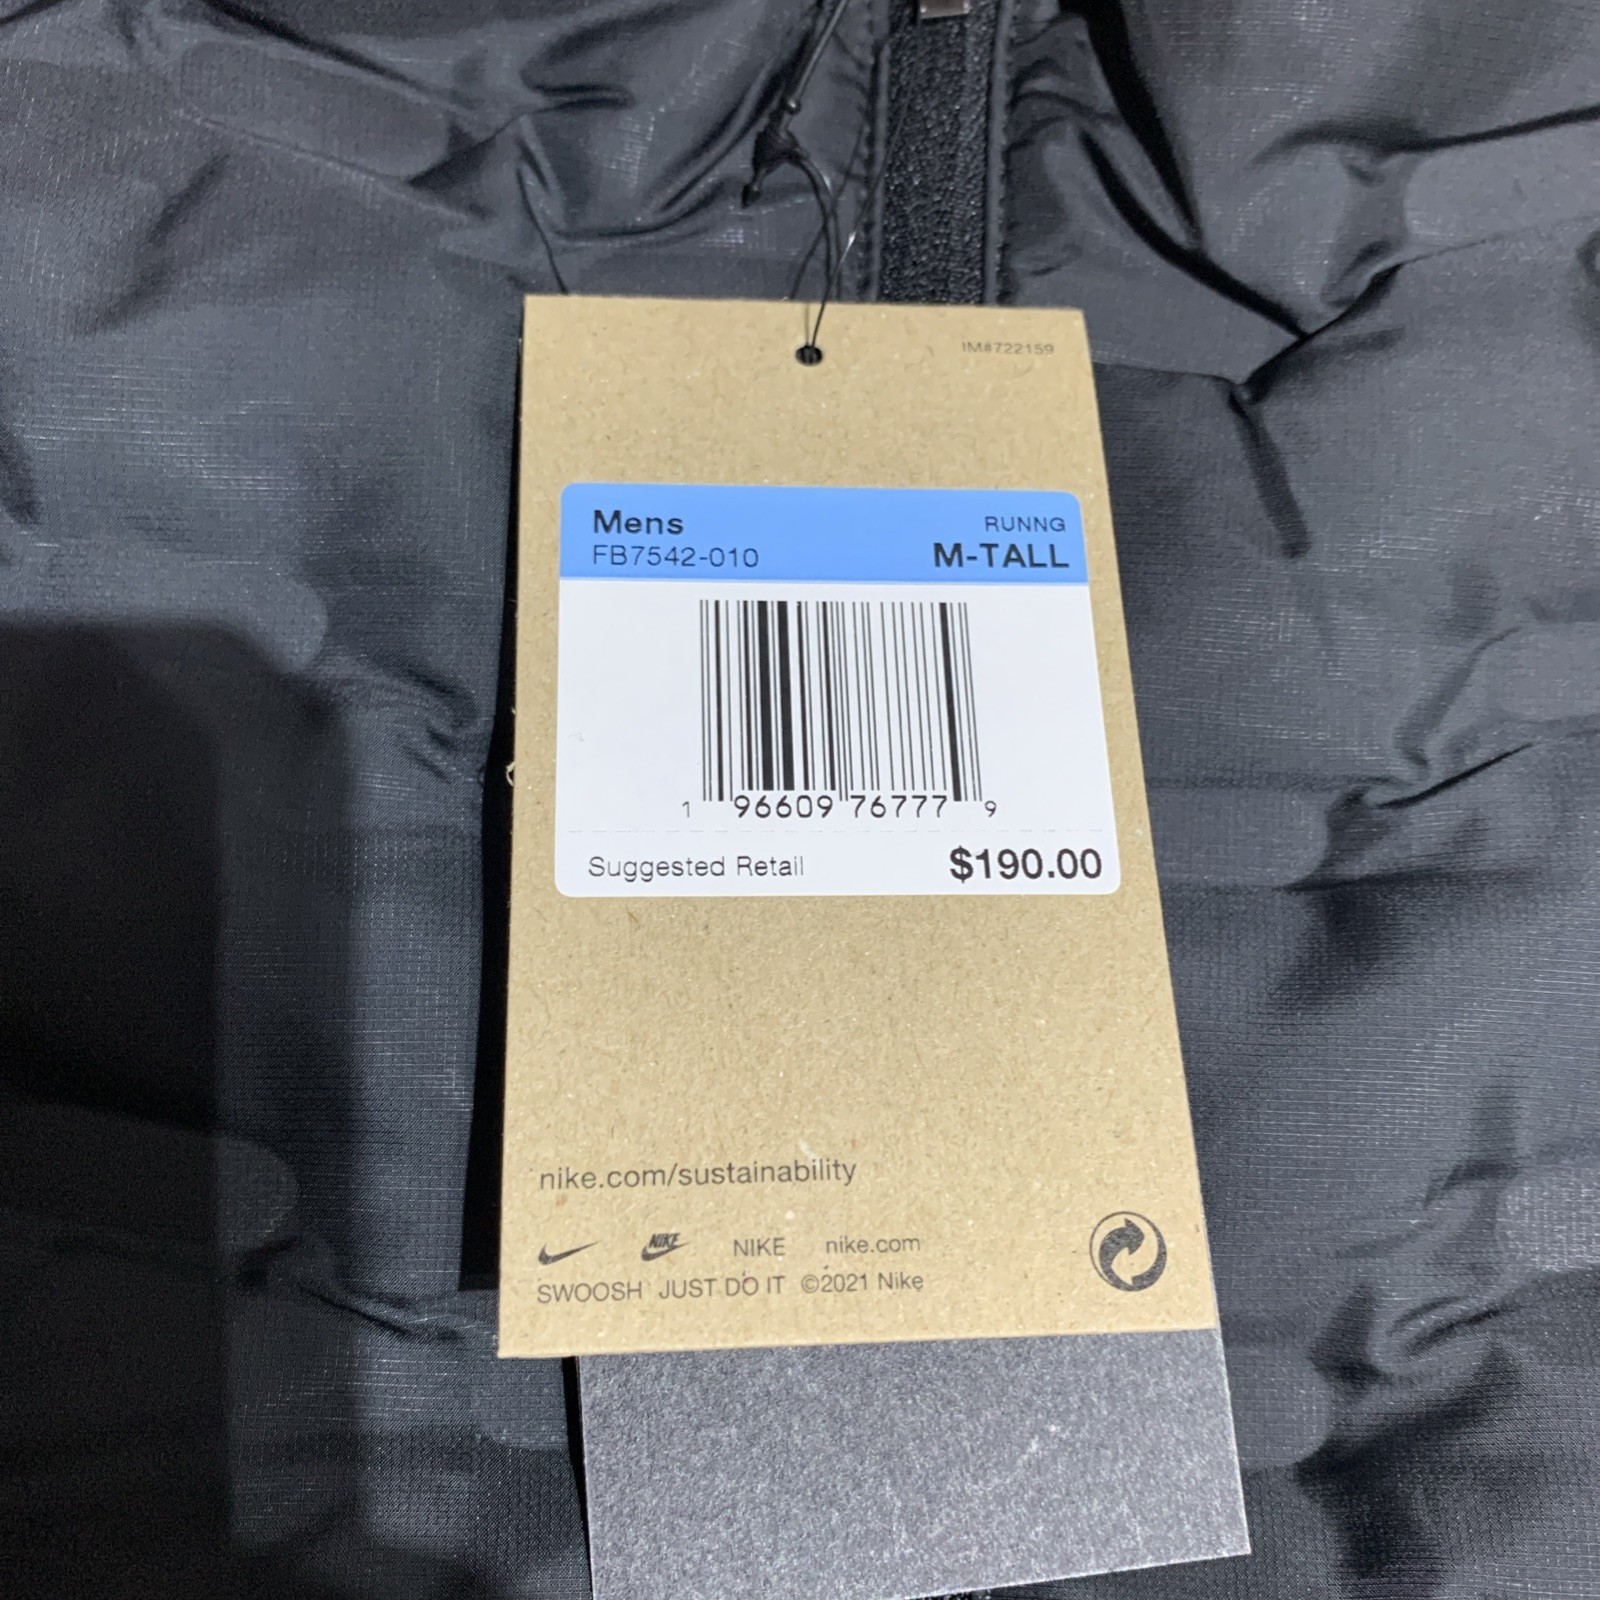 IM#722159
Mens RUNNG
FB7542-010 M-TALL
1 96609 76777 9
Suggested Retail $190.00
nike.com/sustainability
NIKE NIKE nike.com
SWOOSH JUST DO IT ©2021 Nike